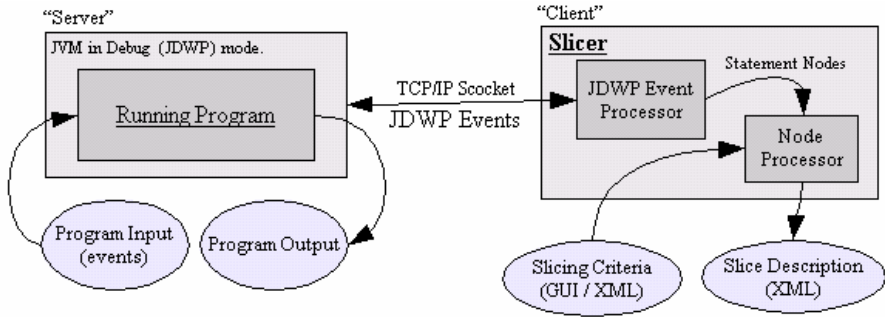 “Server”
JVM in Debug (JDWP) mode.
Running Program
Program Input
(events)
Program Output
TCP/IP Scocket
JDWP Events
“Client”
Slicer
JDWP Event
Processor
Statement Nodes
Node
Processor
Slicing Criteria
(GUI / XML)
Slice Description
(XML)